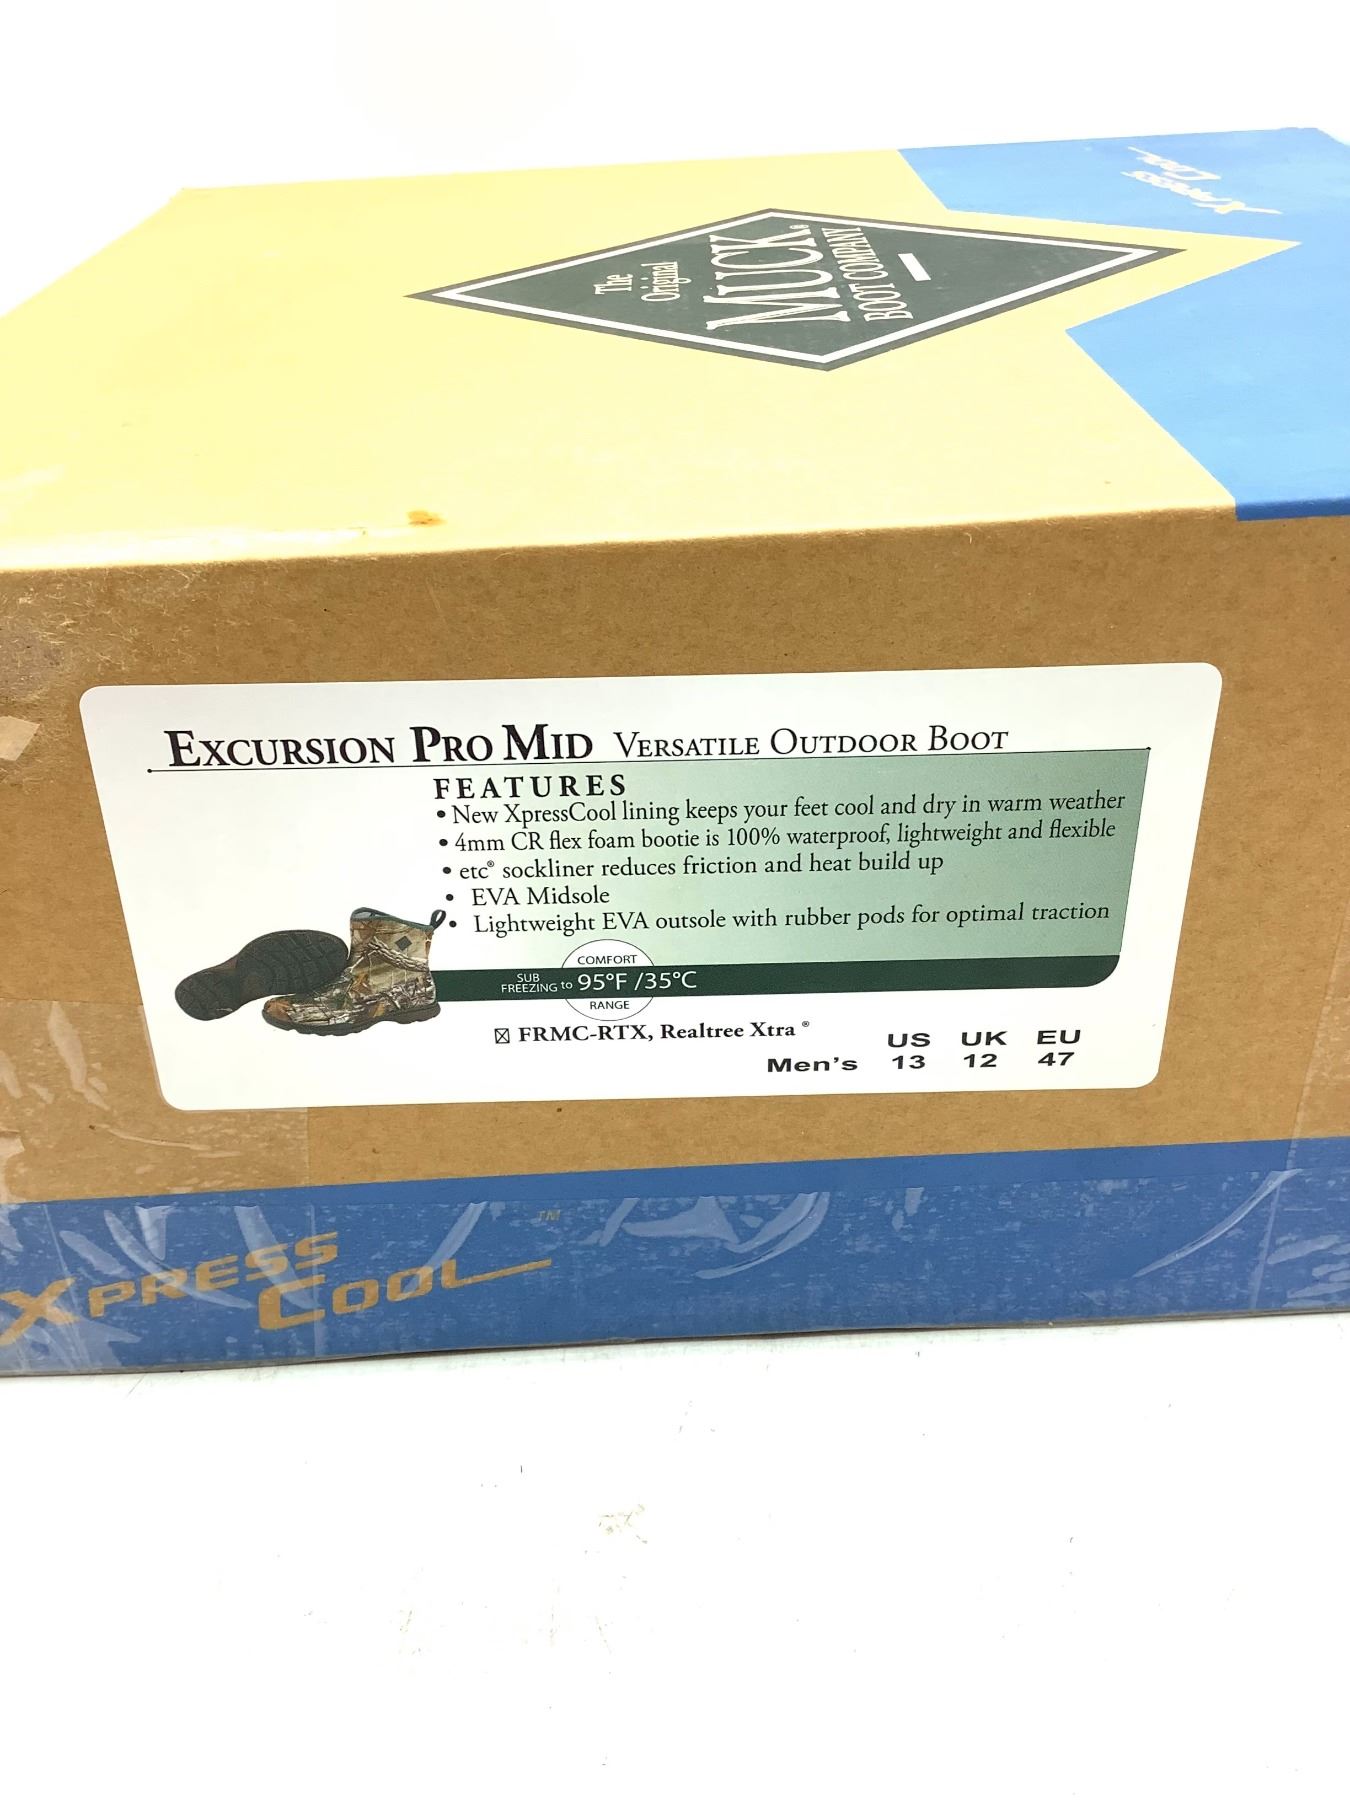 XPRESS
COOL
The
Original
MUCK®
BOOT COMPANY
EXCURSION PRO MID VERSATILE OUTDOOR BOOT
FEATURES
• New XpressCool lining keeps your feet cool and dry in warm weather
• 4mm CR flex foam bootie is 100% waterproof, lightweight and flexible
• etc® sockliner reduces friction and heat build up
• EVA Midsole
• Lightweight EVA outsole with rubber pods for optimal traction
COMFORT
SUB
FREEZING to 95°F /35°C
RANGE
☒ FRMC-RTX, Realtree Xtra ®
US UK EU
Men's 13 12 47
XPRESS
COOL™